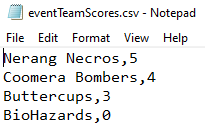 eventTeamScores.csv - Notepad
File Edit Format View Help
Nerang Necros,5
Coomera Bombers,4
Buttercups,3
BioHazards,0